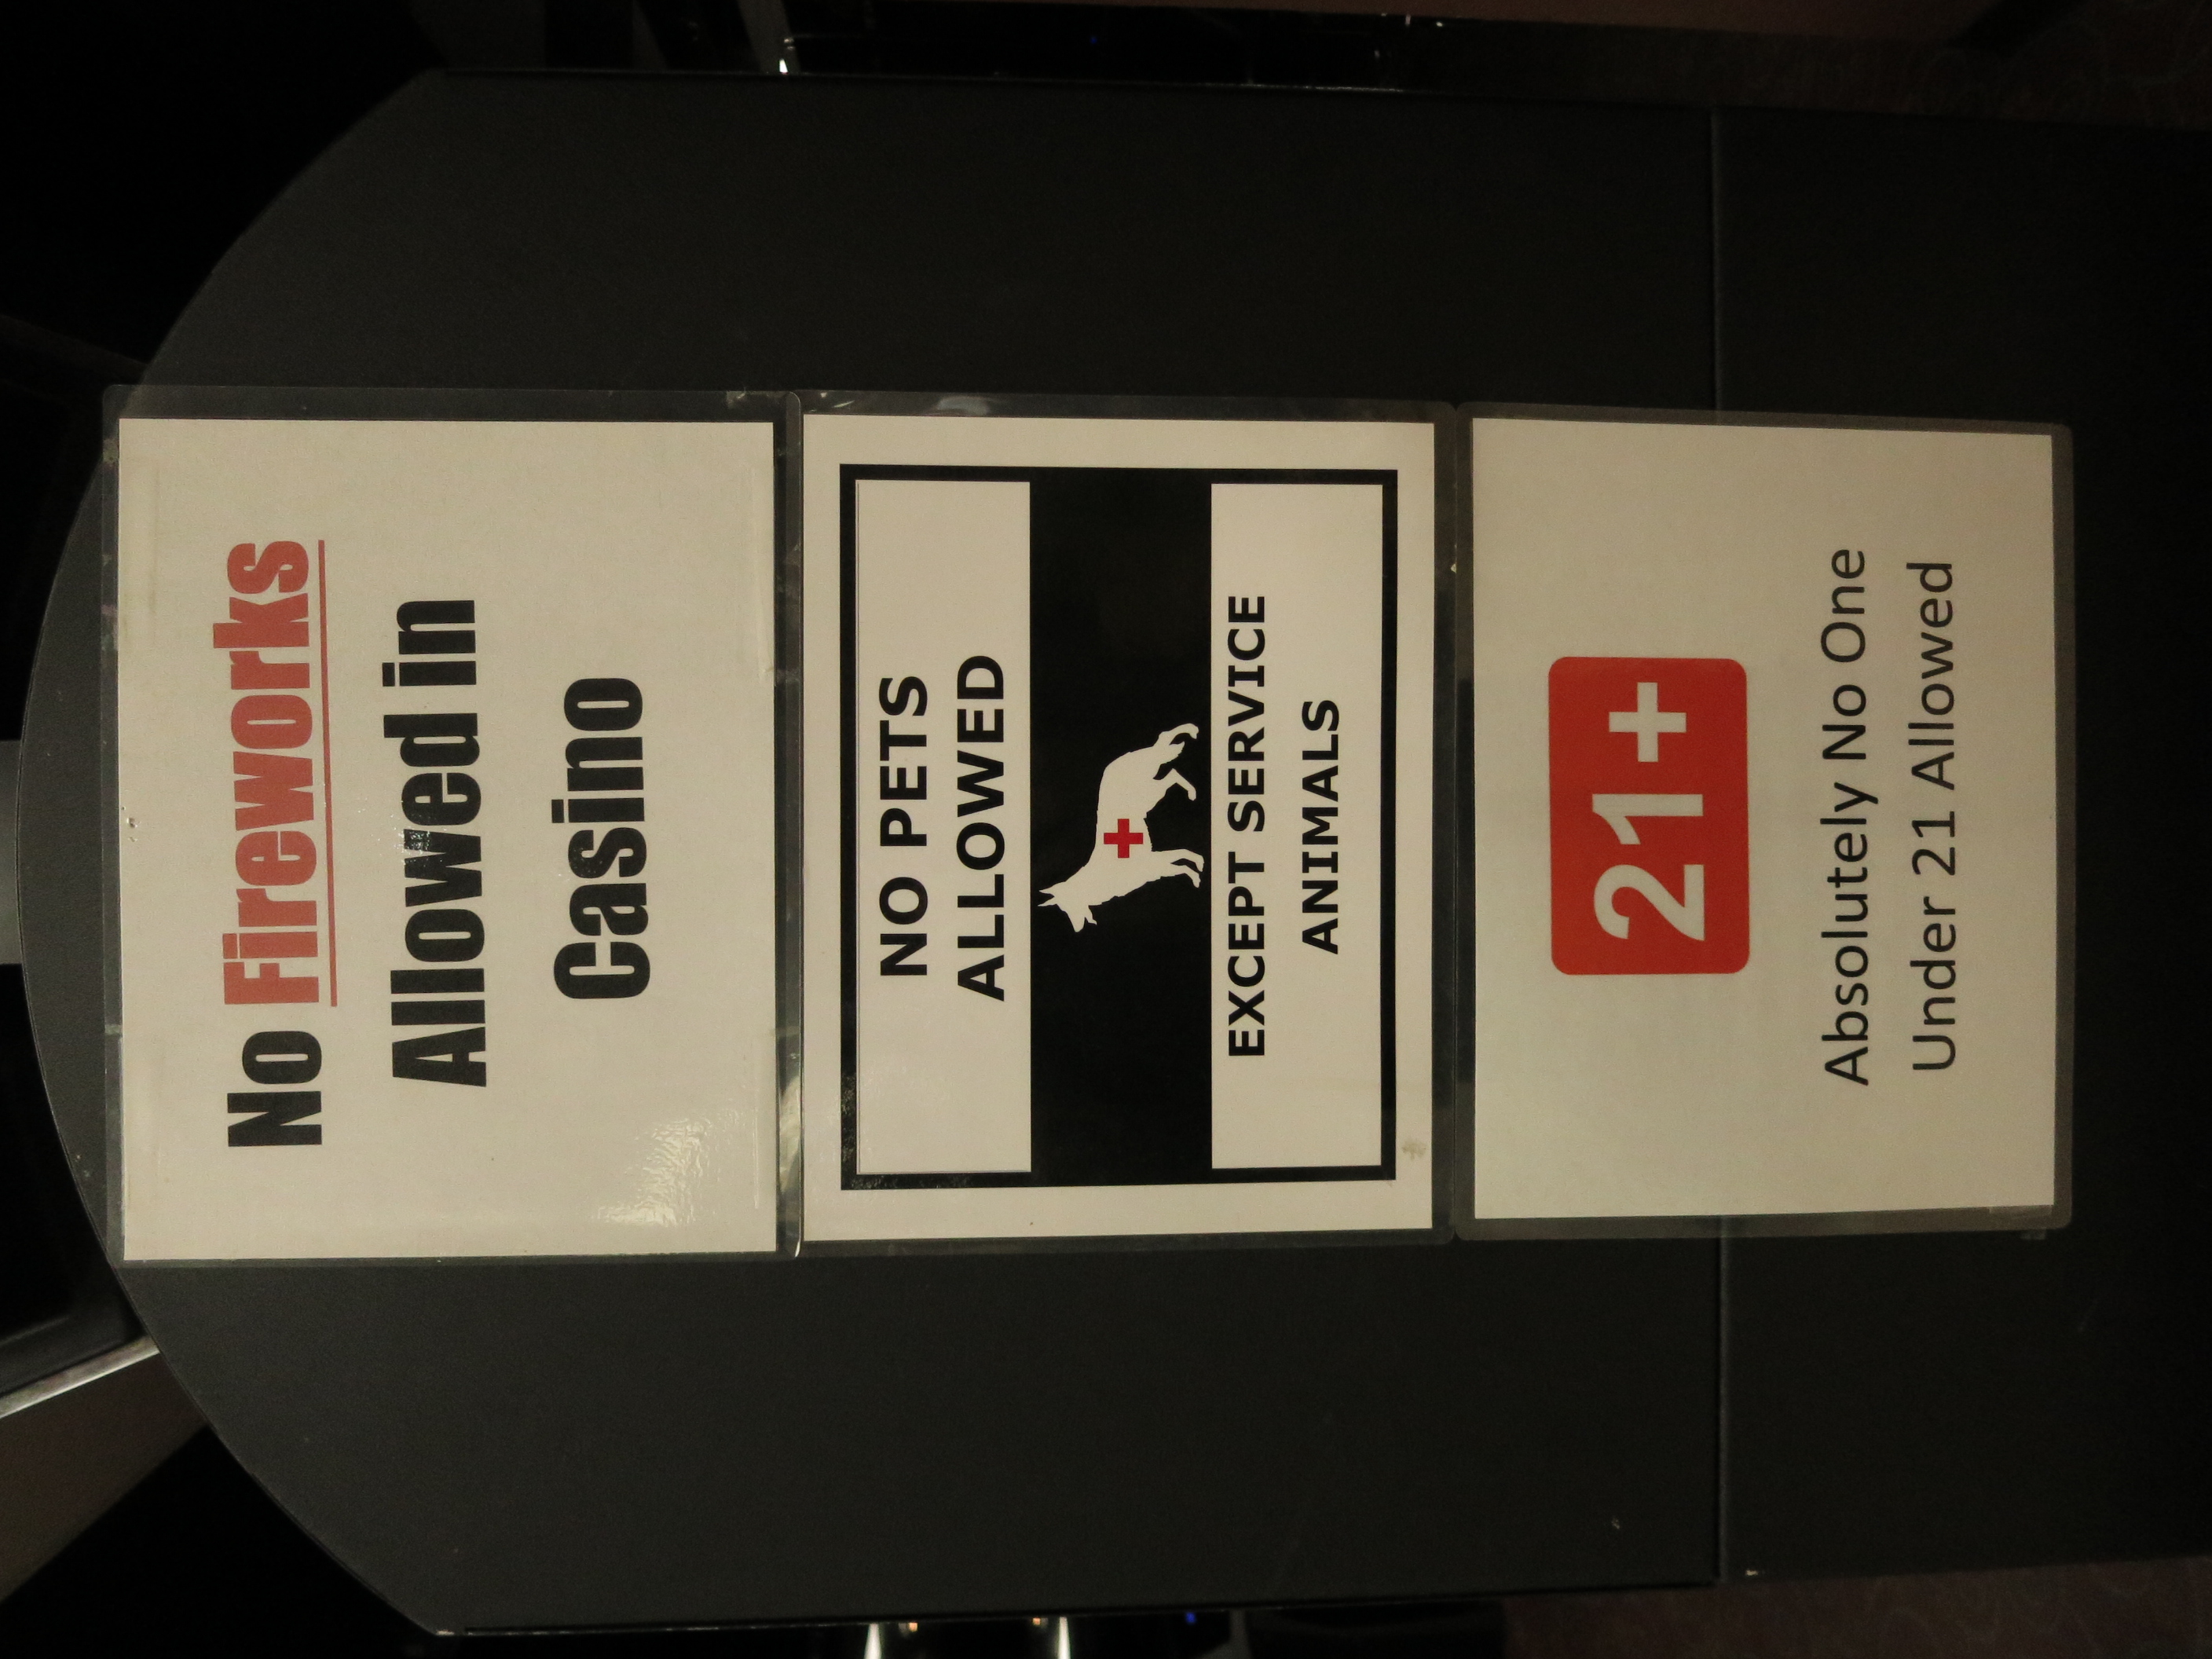 No Fireworks
Allowed in
Casino
NO PETS
ALLOWED
EXCEPT SERVICE
ANIMALS
21+
Absolutely No One
Under 21 Allowed